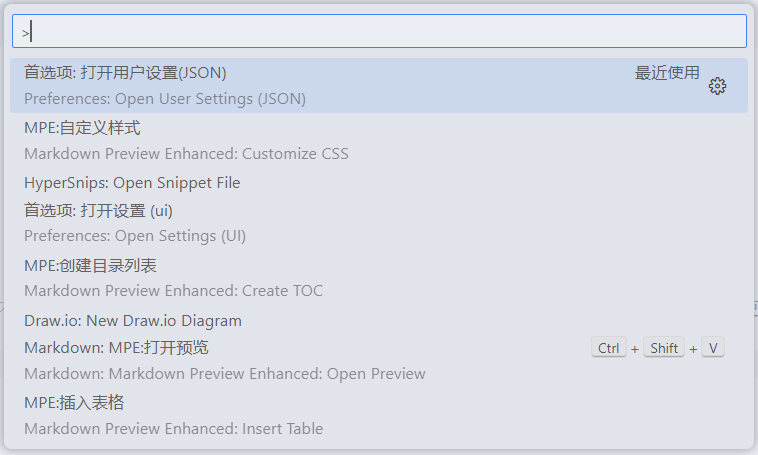 >
首选项: 打开用户设置(JSON) 最近使用
Preferences: Open User Settings (JSON)
MPE:自定义样式
Markdown Preview Enhanced: Customize CSS
HyperSnips: Open Snippet File
首选项: 打开设置 (ui)
Preferences: Open Settings (UI)
MPE:创建目录列表
Markdown Preview Enhanced: Create TOC
Draw.io: New Draw.io Diagram
Markdown: MPE:打开预览 Ctrl + Shift + V
Markdown: Markdown Preview Enhanced: Open Preview
MPE:插入表格
Markdown Preview Enhanced: Insert Table